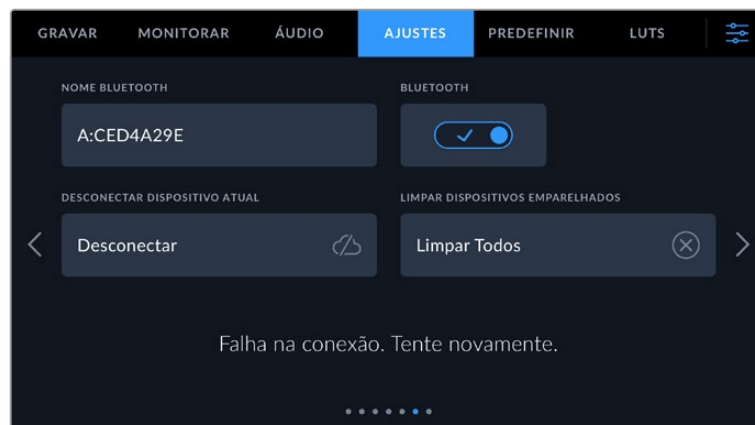 GRAVAR MONITORAR ÁUDIO AJUSTES PREDEFINIR LUTS
NOME BLUETOOTH BLUETOOTH
A:CED4A29E
DESCONECTAR DISPOSITIVO ATUAL LIMPAR DISPOSITIVOS EMPARELHADOS
Desconectar Limpar Todos
Falha na conexão. Tente novamente.